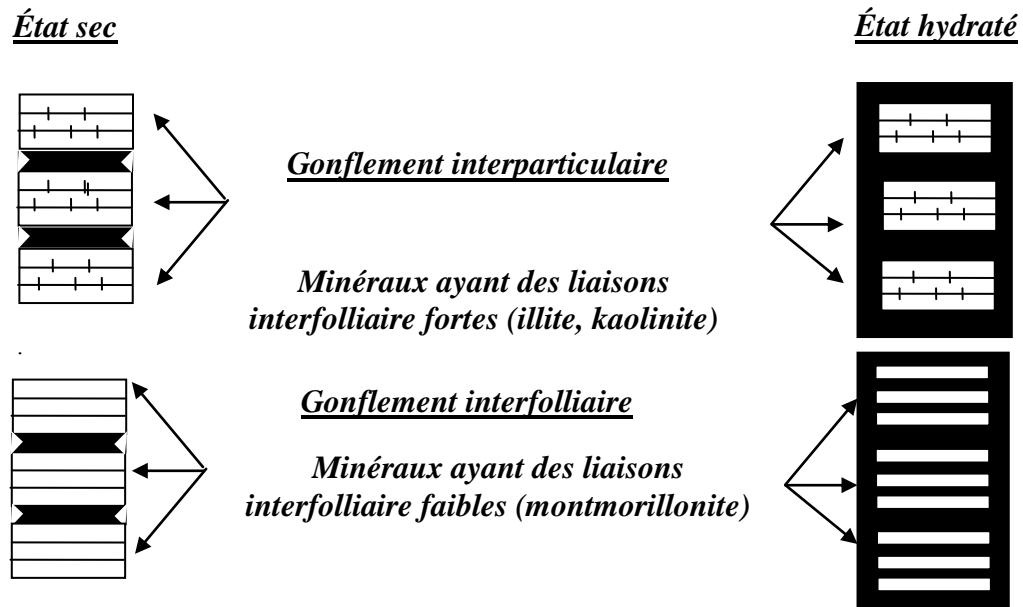 État sec
État hydraté
Gonflement interparticulaire
Minéraux ayant des liaisons
interfolliaire fortes (illite, kaolinite)
.
Gonflement interfolliaire
Minéraux ayant des liaisons
interfolliaire faibles (montmorillonite)